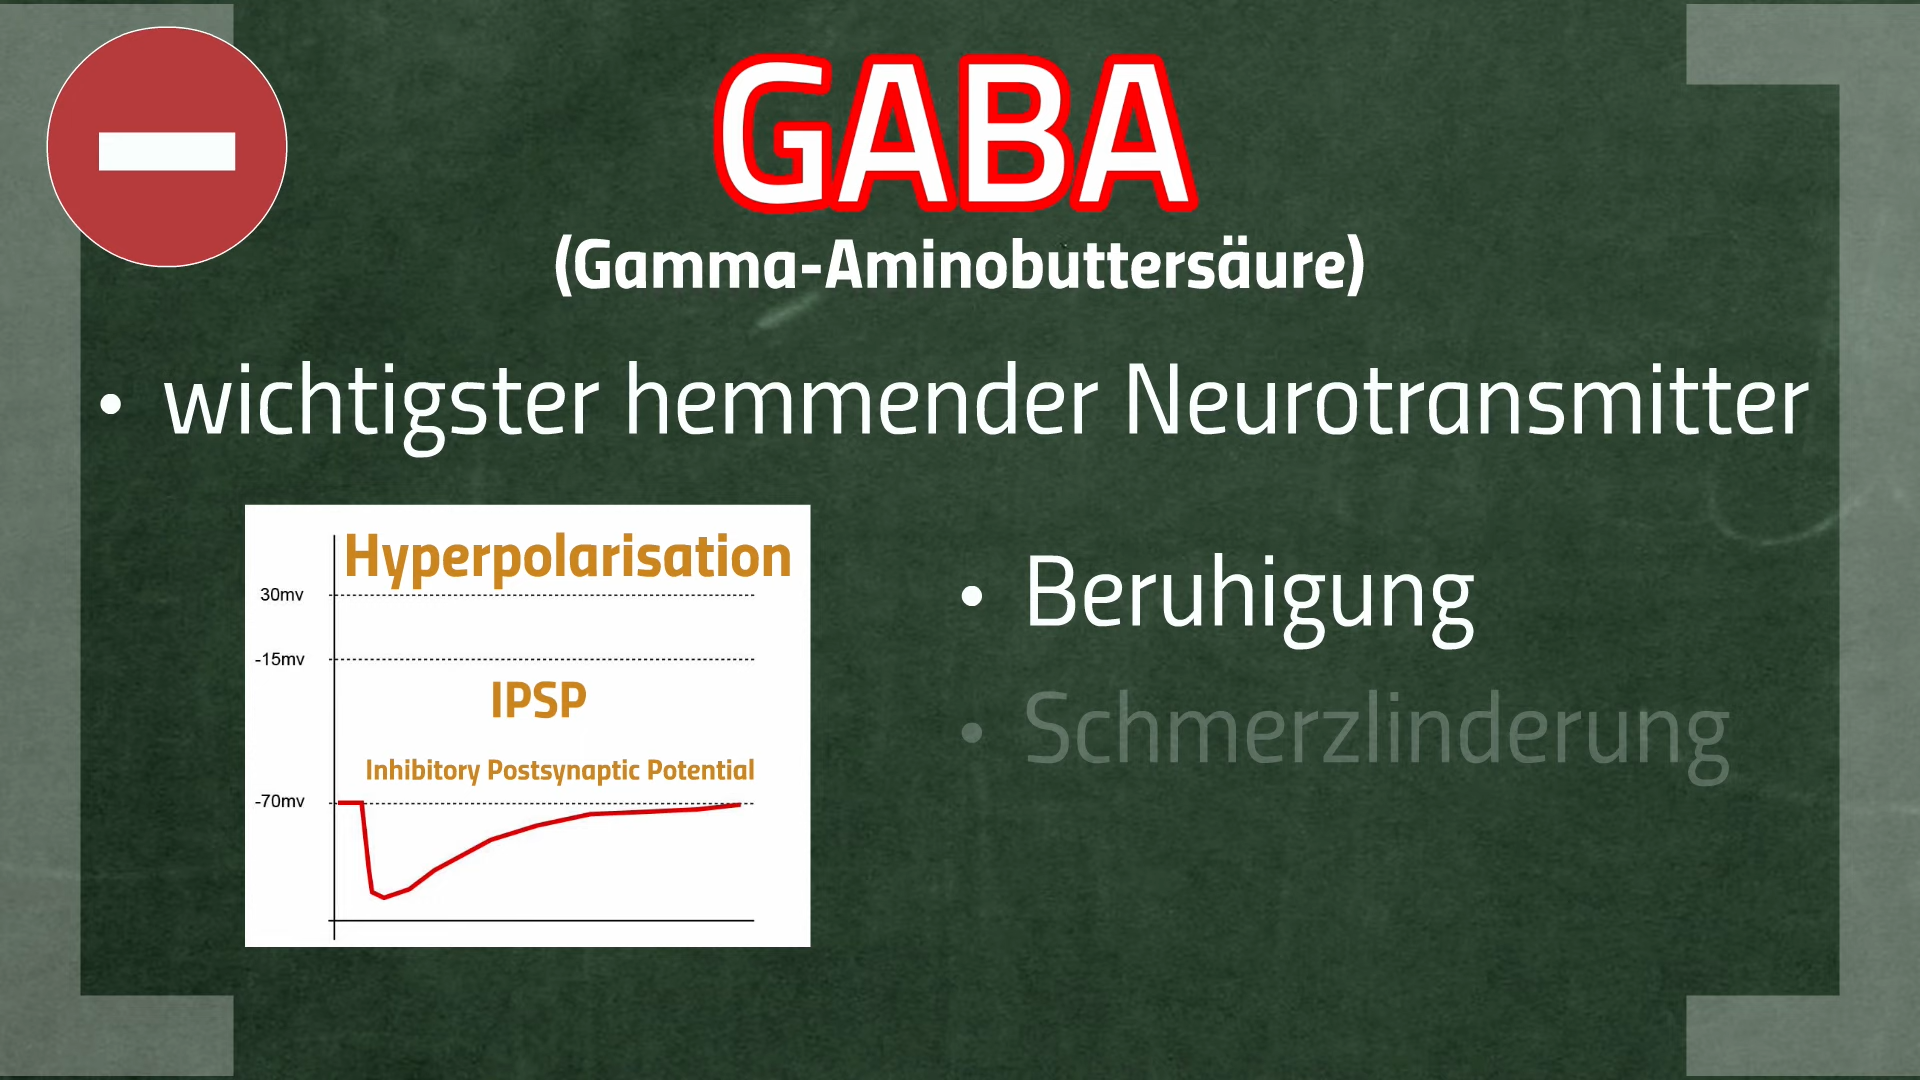 GABA
(Gamma-Aminobuttersäure)
• wichtigster hemmender Neurotransmitter
Hyperpolarisation
30mv
-15mv
IPSP
Inhibitory Postsynaptic Potential
-70mv
• Beruhigung
• Schmerzlinderung